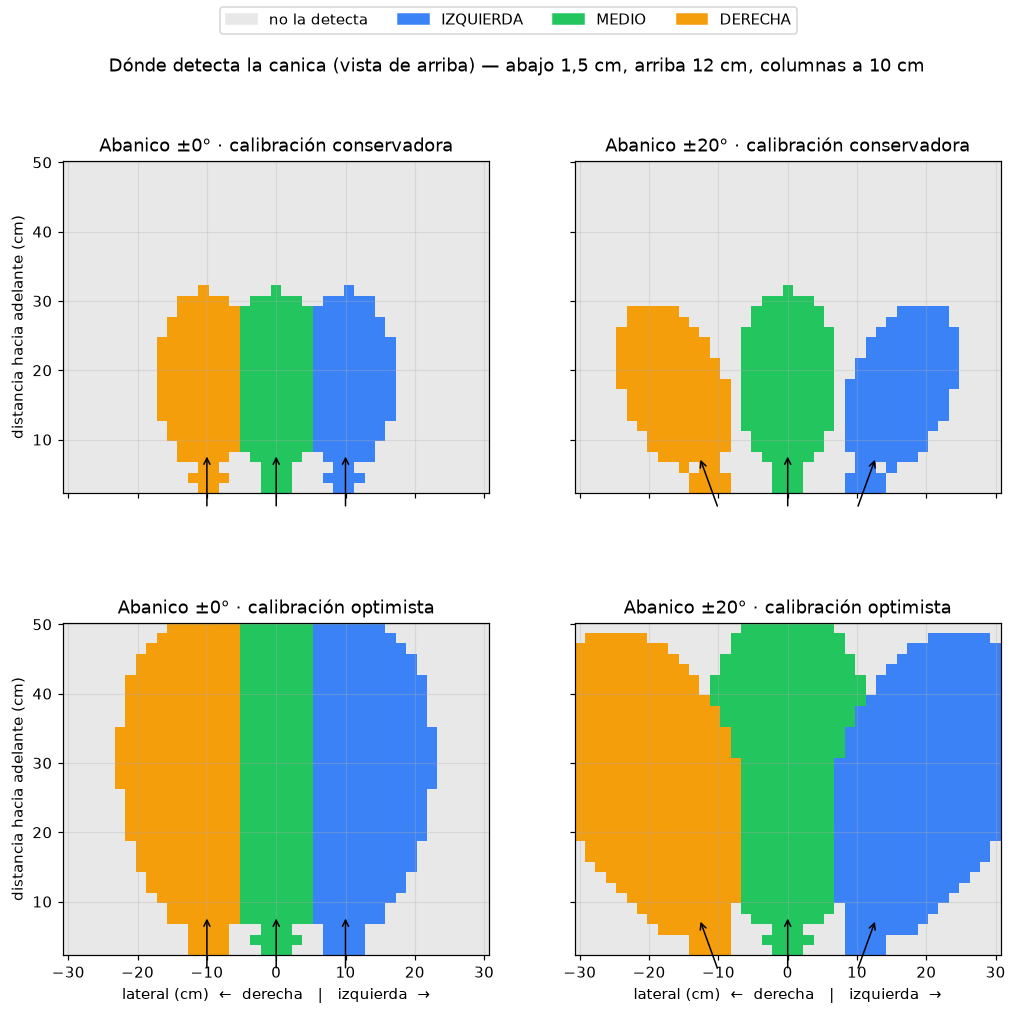 no la detecta IZQUIERDA MEDIO DERECHA
Dónde detecta la canica (vista de arriba) — abajo 1,5 cm, arriba 12 cm, columnas a 10 cm
Abanico ±0° · calibración conservadora
50
40
30
20
10
distancia hacia adelante (cm)
Abanico ±20° · calibración conservadora
Abanico ±0° · calibración optimista
50
40
30
20
10
distancia hacia adelante (cm)
−30 −20 −10 0 10 20 30
lateral (cm) ← derecha | izquierda →
Abanico ±20° · calibración optimista
−30 −20 −10 0 10 20 30
lateral (cm) ← derecha | izquierda →